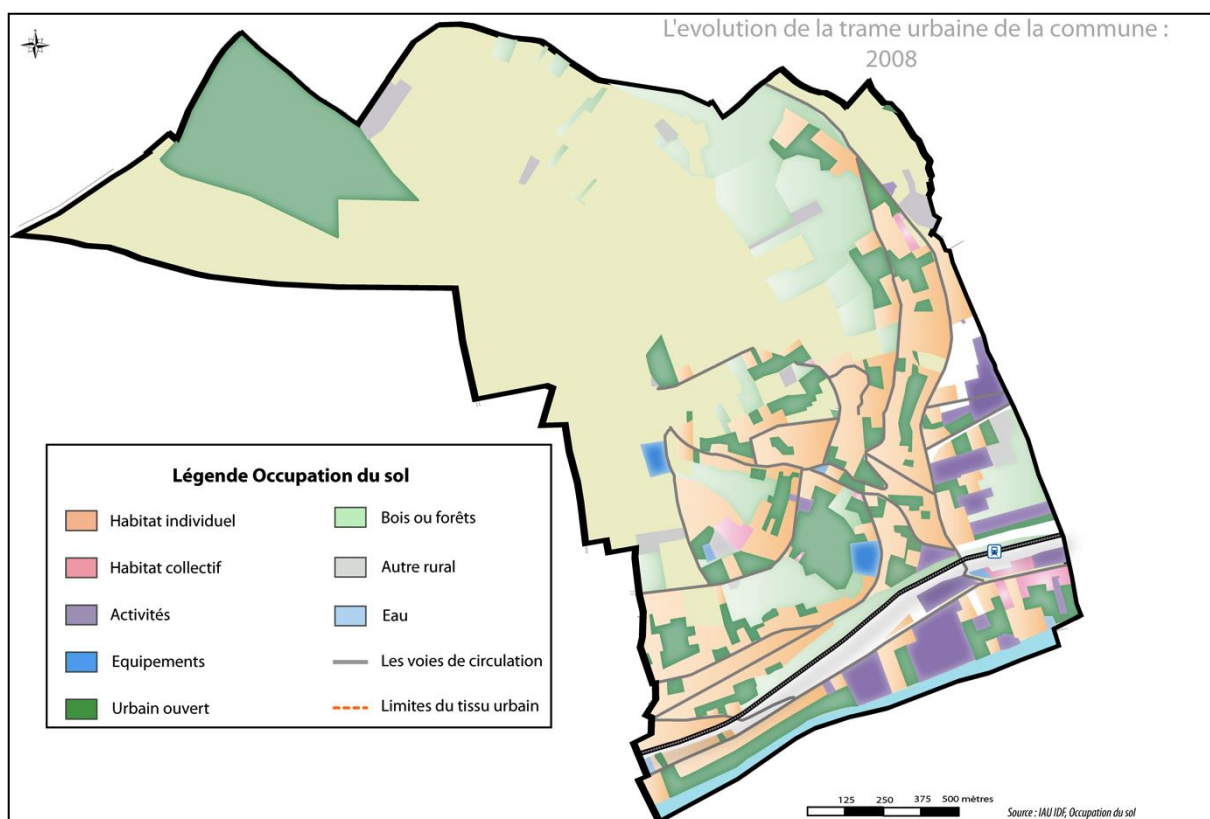 L'evolution de la trame urbaine de la commune :
2008
Légende Occupation du sol
Habitat individuel
Habitat collectif
Activités
Equipements
Urbain ouvert
Bois ou forêts
Autre rural
Eau
Les voies de circulation
Limites du tissu urbain
125 250 375 500 mètres
Source : IAU IDF, Occupation du sol